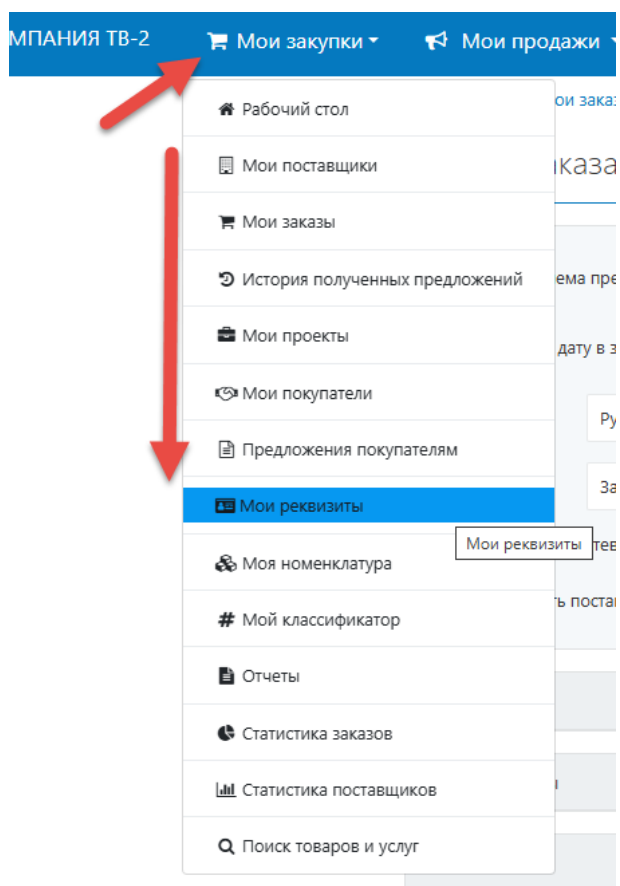 МПАНИЯ ТВ-2 Мои закупки Мои продажи
Рабочий стол
Мои поставщики
Мои заказы
История полученных предложений
Мои проекты
дату в з
Мои покупатели
Предложения покупателям
Мои реквизиты
Мои реквизиты
Моя номенклатура
Мой классификатор
Отчеты
Статистика заказов
Статистика поставщиков
Поиск товаров и услуг